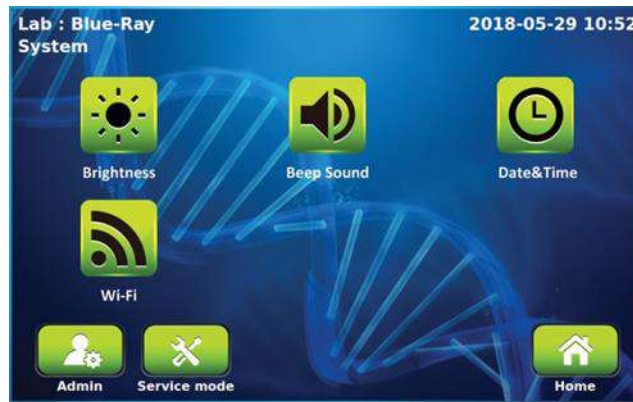 Lab : Blue-Ray
System
2018-05-29 10:52
Brightness
Beep Sound
Date&Time
Wi-Fi
Admin
Service mode
Home